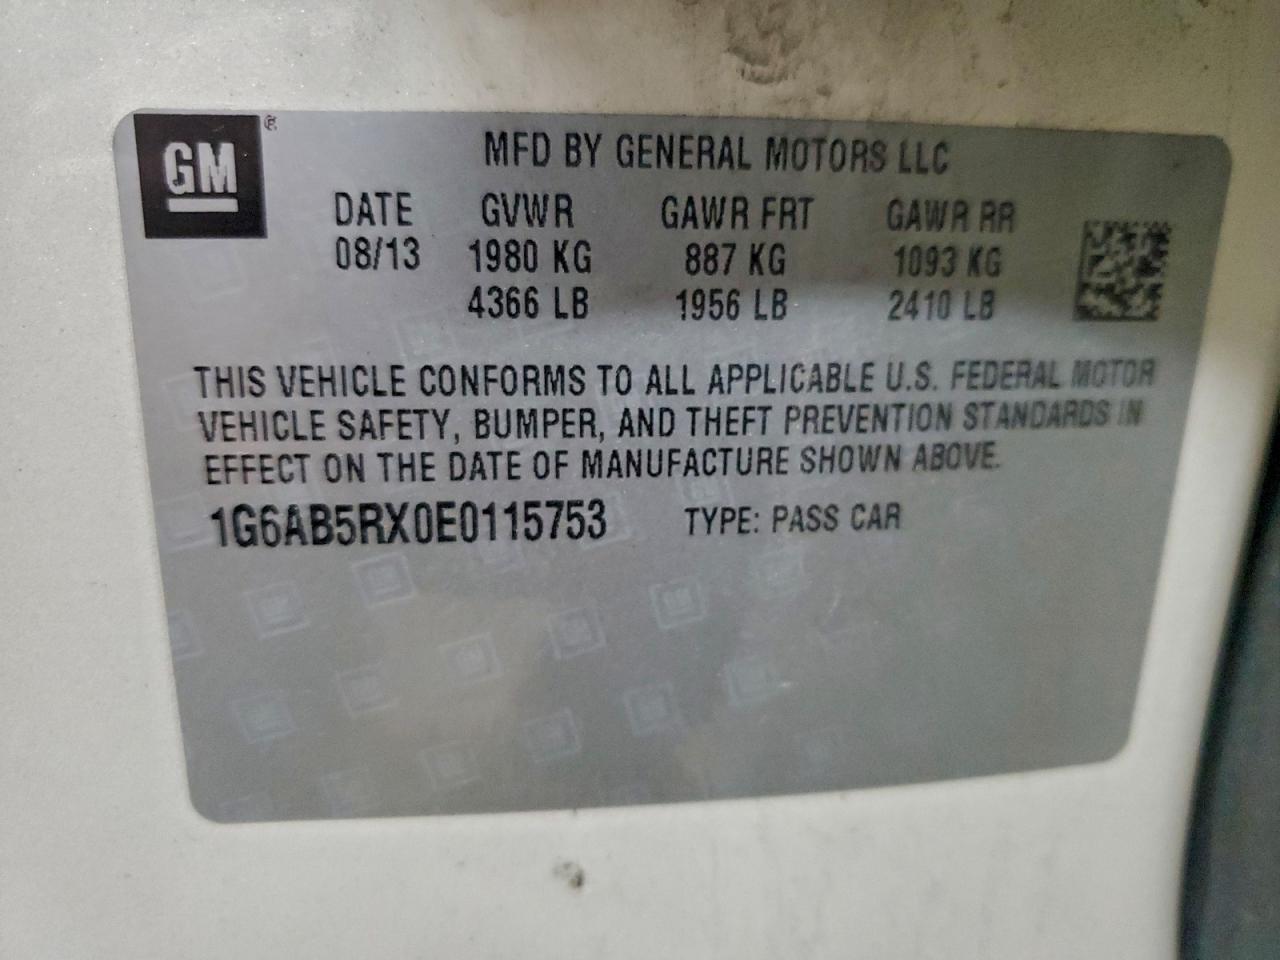 GM ®
MFD BY GENERAL MOTORS LLC
DATE GVWR GAWR FRT GAWR RR
08/13 1980 KG 887 KG 1093 KG
4366 LB 1956 LB 2410 LB
THIS VEHICLE CONFORMS TO ALL APPLICABLE U.S. FEDERAL MOTOR
VEHICLE SAFETY, BUMPER, AND THEFT PREVENTION STANDARDS IN
EFFECT ON THE DATE OF MANUFACTURE SHOWN ABOVE.
1G6AB5RX0E0115753 TYPE: PASS CAR